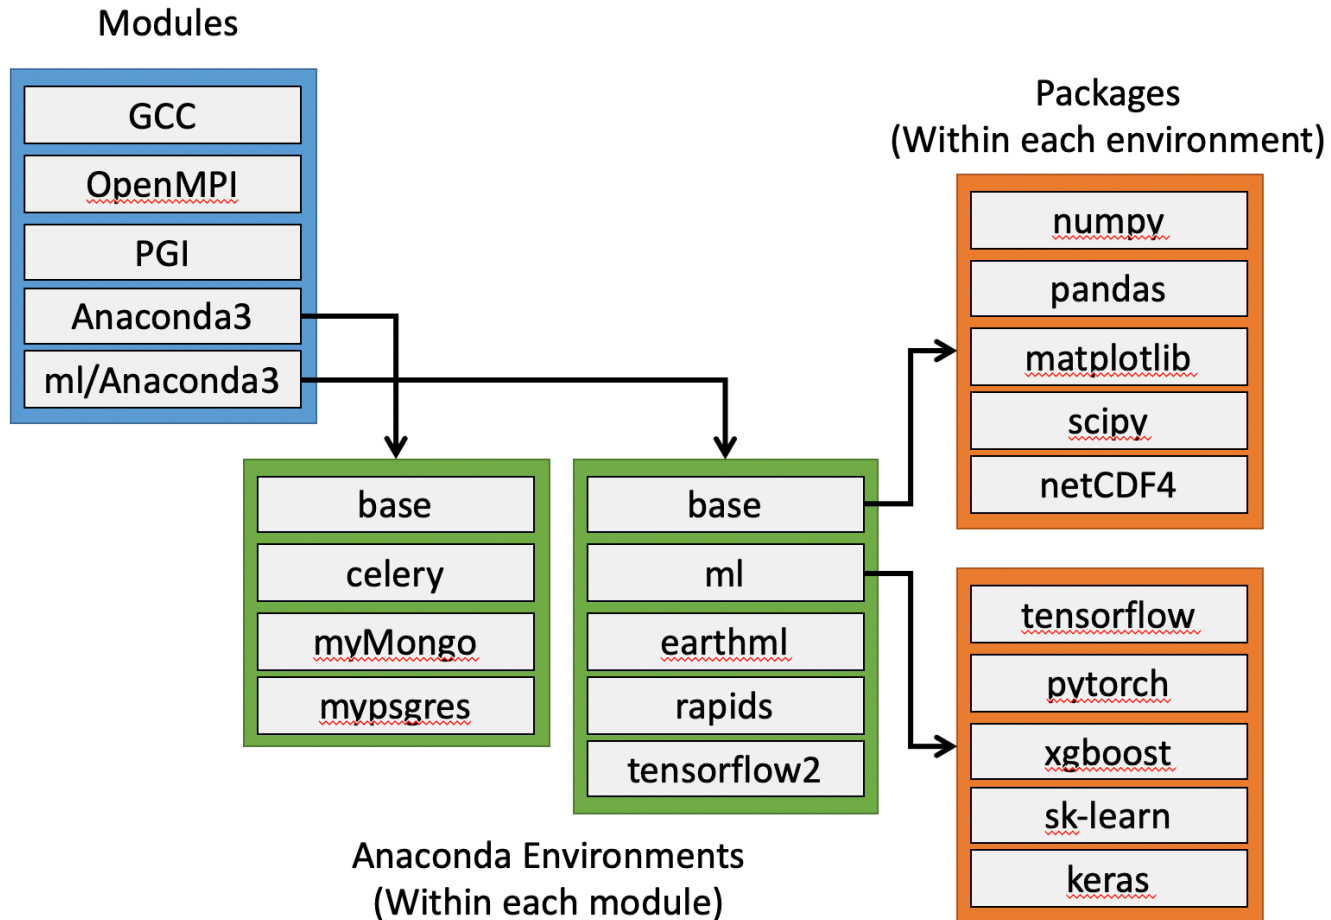 Modules
GCC
OpenMPI
PGI
Anaconda3
ml/Anaconda3
base
celery
myMongo
mypsgres
base
ml
earthml
rapids
tensorflow2
Anaconda Environments
(Within each module)
Packages
(Within each environment)
numpy
pandas
matplotlib
scipy
netCDF4
tensorflow
pytorch
xgboost
sk-learn
keras